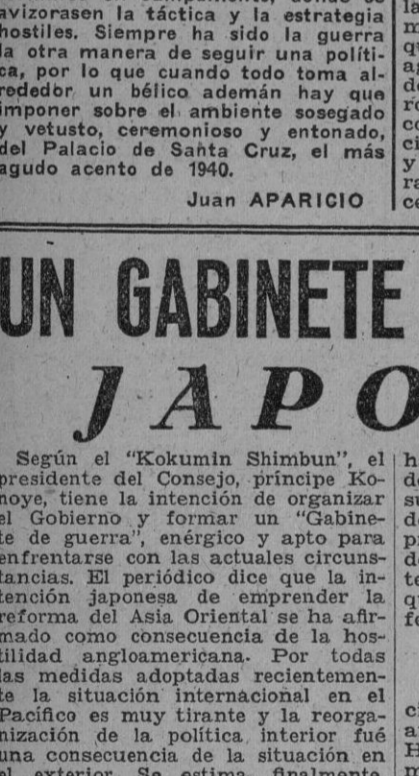 avizorasen la táctica y la estrategia
hostiles. Siempre ha sido la guerra
la otra manera de seguir una políti-
ca, por lo que cuando todo toma al-
rededor un bélico ademán hay que
imponer sobre el ambiente sosegado
y vetusto, ceremonioso y entonado,
del Palacio de Santa Cruz, el más
agudo acento de 1940.
Juan APARICIO
UN GABINETE
JAPO
Según el "Kokumin Shimbun", el
presidente del Consejo, príncipe Ko-
noye, tiene la intención de organizar
el Gobierno y formar un "Gabine-
te de guerra", enérgico y apto para
enfrentarse con las actuales circuns-
tancias. El periódico dice que la in-
tención japonesa de emprender la
reforma del Asia Oriental se ha afir-
mado como consecuencia de la hos-
tilidad angloamericana. Por todas
las medidas adoptadas recientemen-
te la situación internacional en el
Pacífico es muy tirante y la reorga-
nización de la política interior fué
una consecuencia de la situación en
el exterior. Se estima, finalmente,